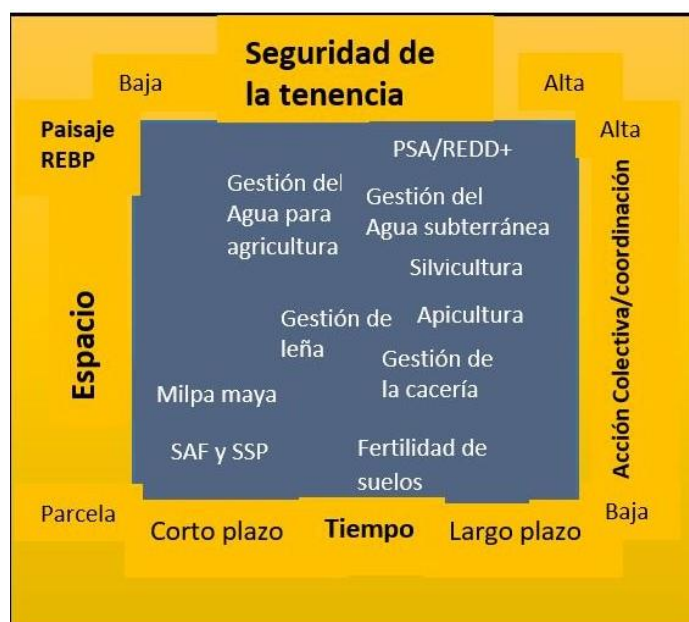 Seguridad de
la tenencia
Baja
Alta
Paisaje
REBP
Alta
PSA/REDD+
Gestión del
Agua para
agricultura
Gestión del
Agua subterránea
Silvicultura
Espacio
Acción Colectiva/coordinación
Gestión de
leña
Apicultura
Gestión de
la cacería
Milpa maya
SAF y SSP
Fertilidad de
suelos
Parcela
Baja
Corto plazo
Tiempo
Largo plazo